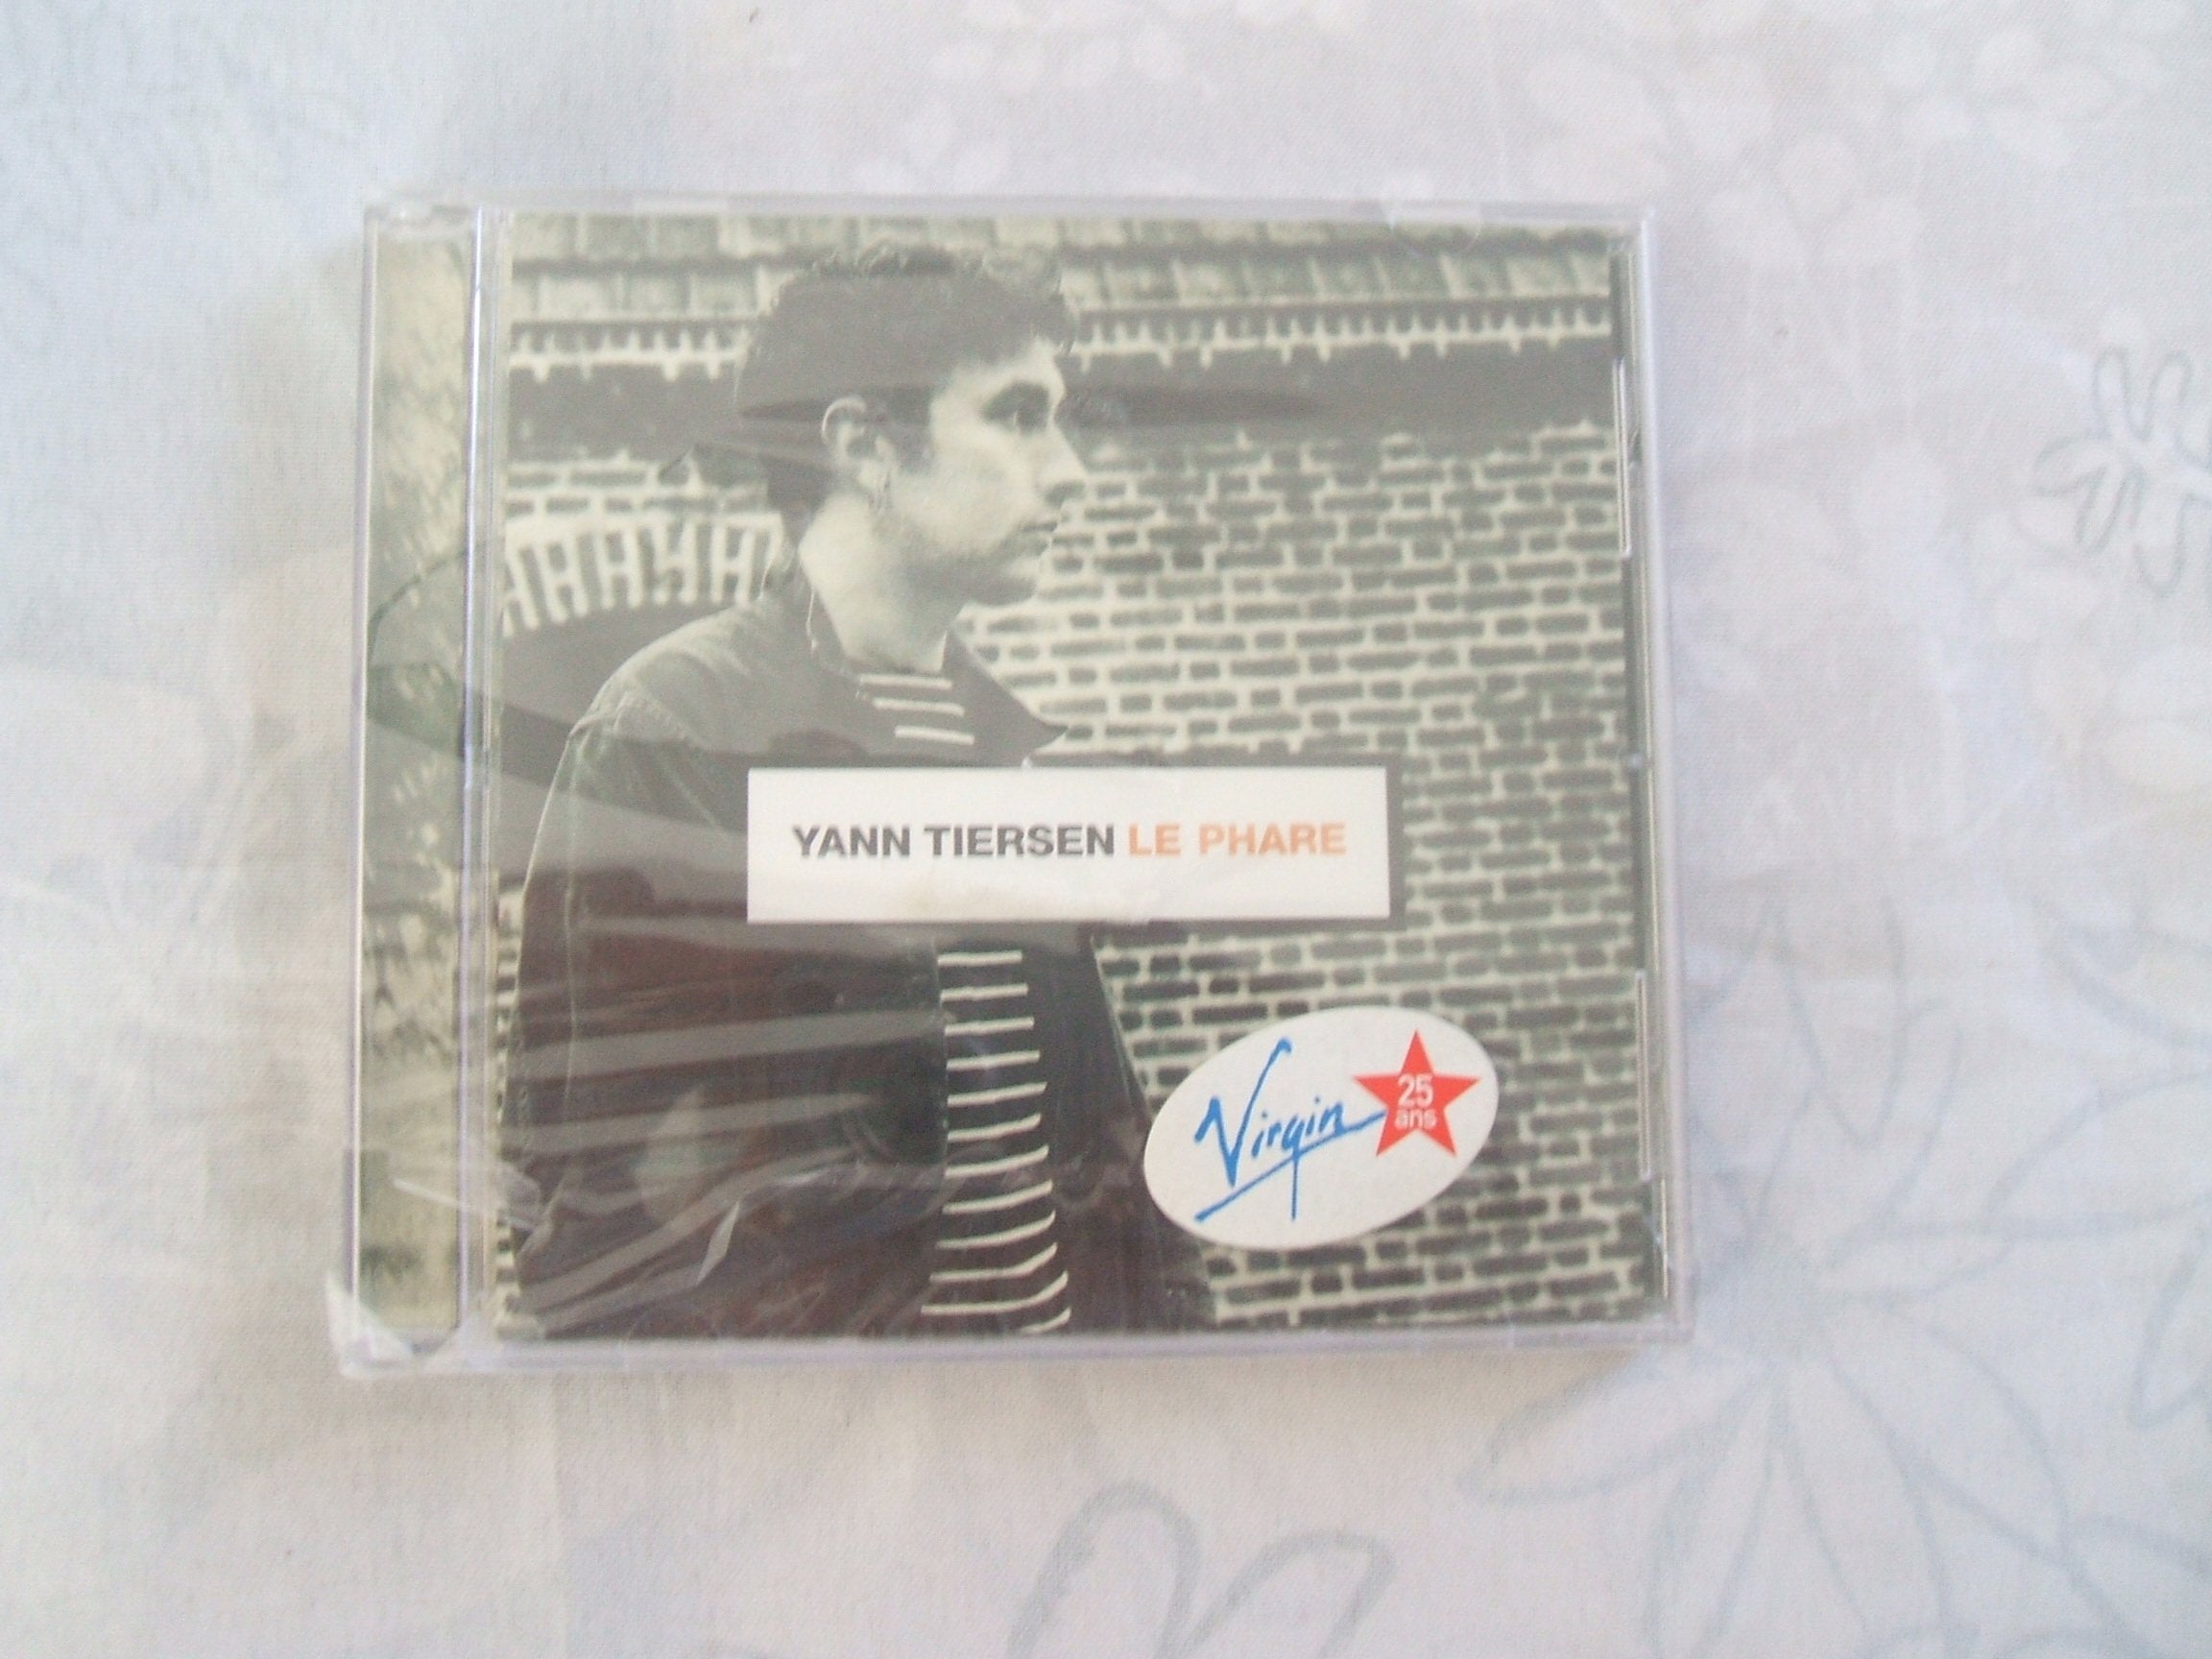 YANN TIERSEN LE PHARE
Virgin
25
ans